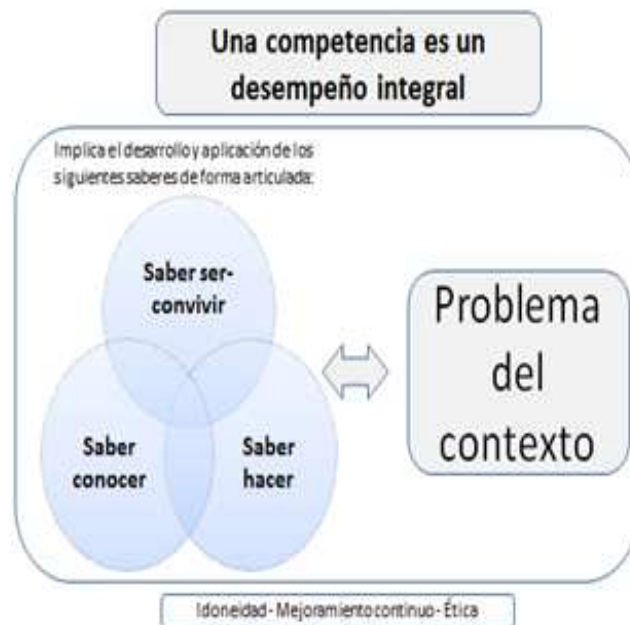 Una competencia es un
desempeño integral
Implica el desarrollo y aplicación de los
siguientes saberes de forma articulada:
Saber ser-
convivir
Saber
conocer
Saber
hacer
Problema
del
contexto
Idoneidad - Mejoramiento continuo - Ética